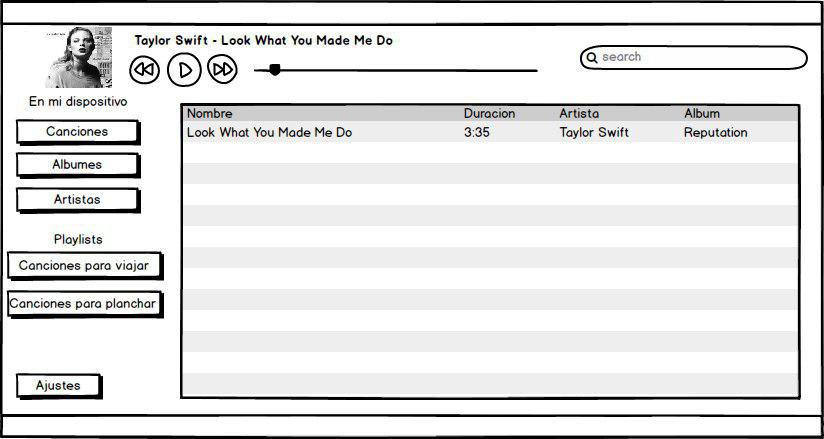 Taylor Swift - Look What You Made Me Do
search
En mi dispositivo
Canciones
Albumes
Artistas
Playlists
Canciones para viajar
Canciones para planchar
Ajustes
Nombre Duracion Artista Album
Look What You Made Me Do 3:35 Taylor Swift Reputation